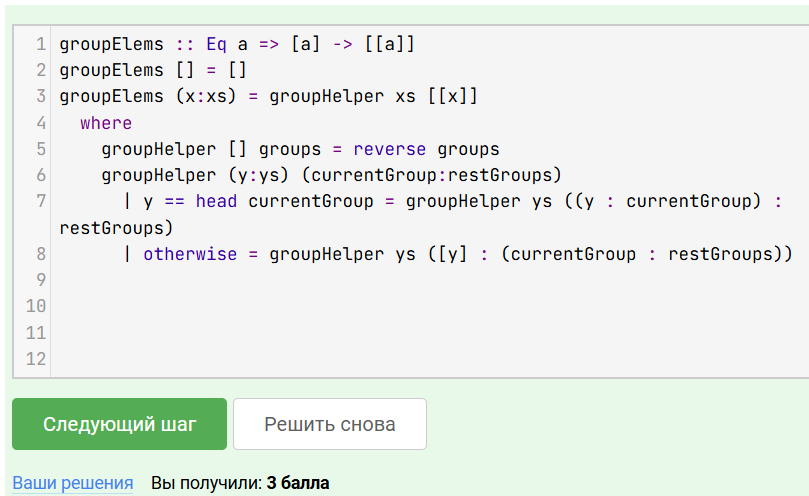 1 groupElems :: Eq a => [a] -> [[a]]
2 groupElems [] = []
3 groupElems (x:xs) = groupHelper xs [[x]]
4   where
5     groupHelper [] groups = reverse groups
6     groupHelper (y:ys) (currentGroup:restGroups)
7       | y == head currentGroup = groupHelper ys ((y : currentGroup) :
restGroups)
8       | otherwise = groupHelper ys ([y] : (currentGroup : restGroups))
9
10
11
12
Следующий шаг Решить снова
Ваши решения Вы получили: 3 балла